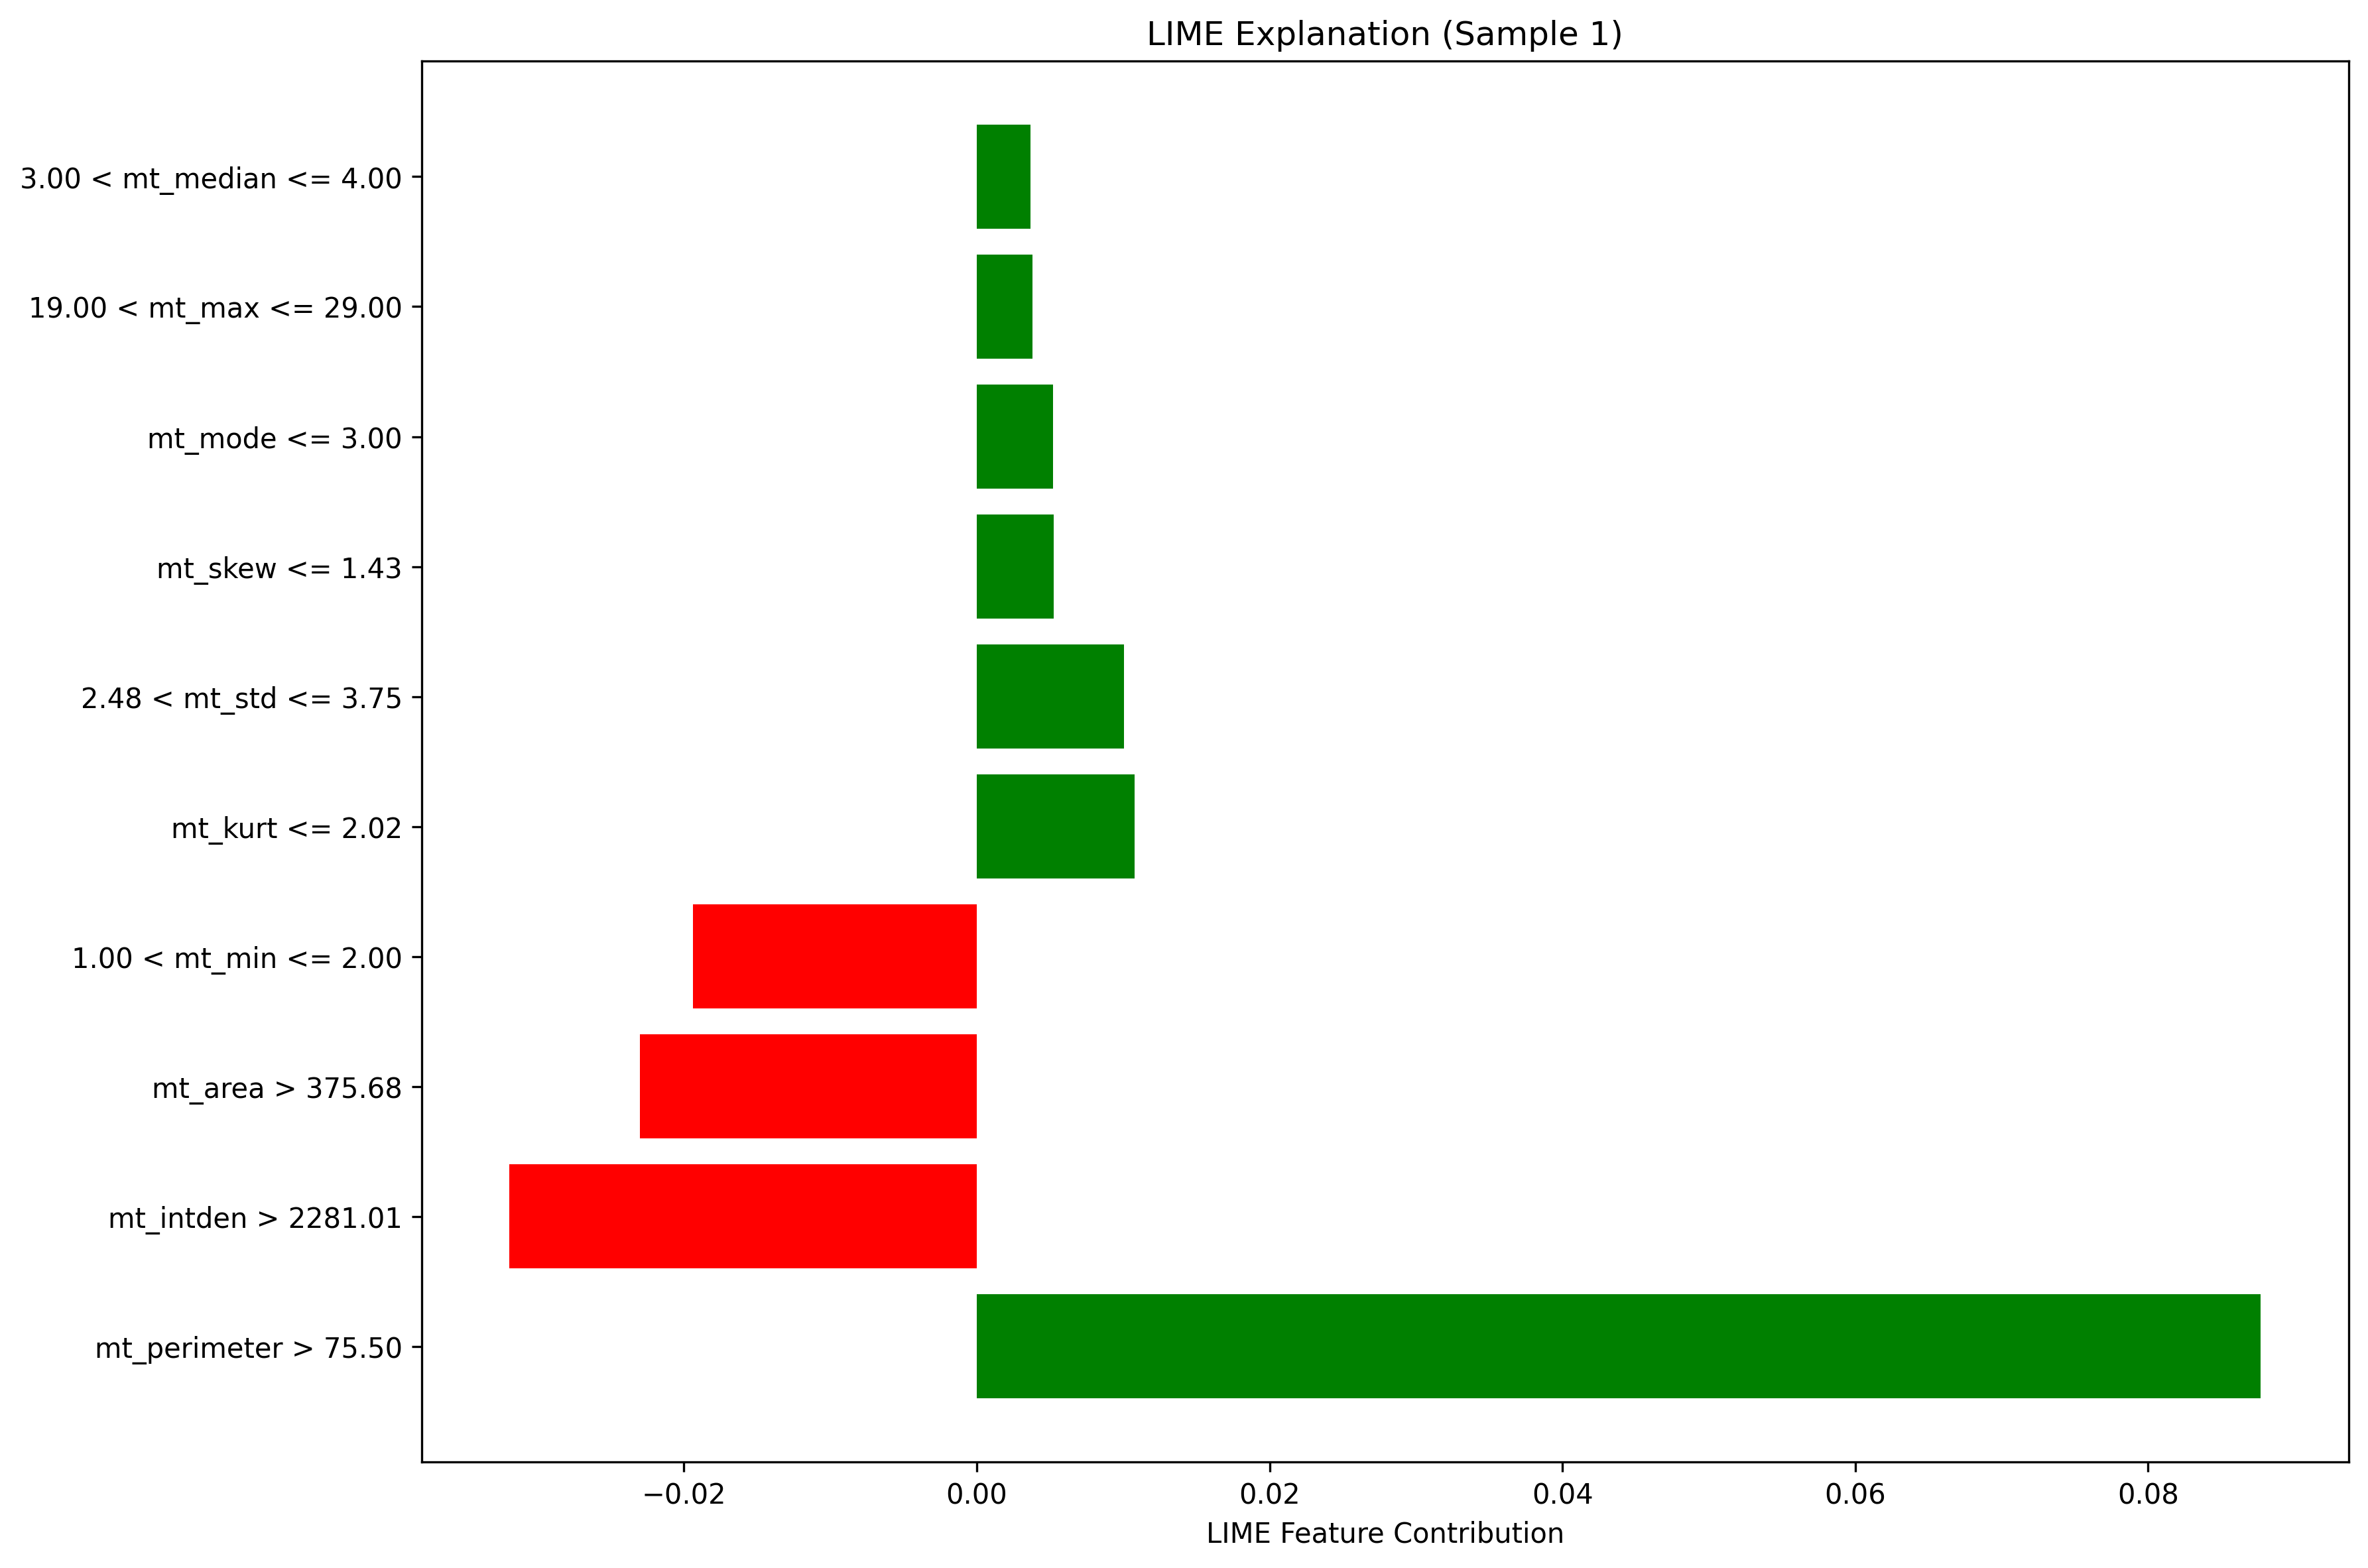 LIME Explanation (Sample 1)
3.00 < mt_median <= 4.00
19.00 < mt_max <= 29.00
mt_mode <= 3.00
mt_skew <= 1.43
2.48 < mt_std <= 3.75
mt_kurt <= 2.02
1.00 < mt_min <= 2.00
mt_area > 375.68
mt_intden > 2281.01
mt_perimeter > 75.50
−0.02 0.00 0.02 0.04 0.06 0.08
LIME Feature Contribution